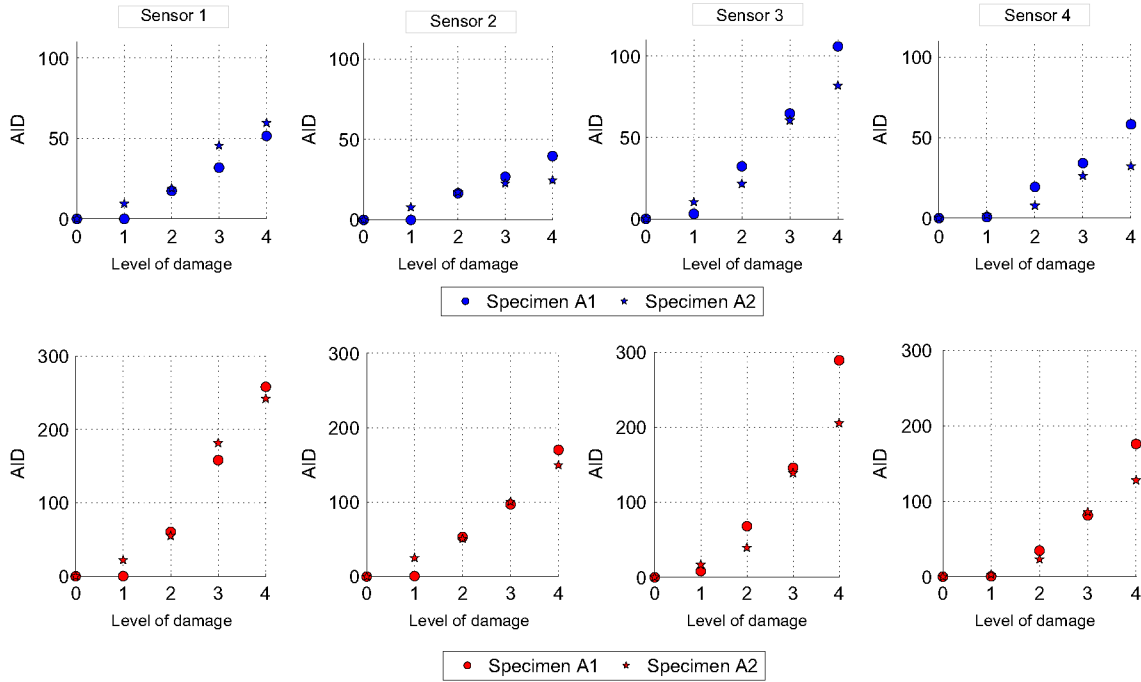 Sensor 1 Sensor 2 Sensor 3 Sensor 4
100 100 100 100
AID AID AID AID
50 50 50 50
0 0 0 0
0 1 2 3 4 0 1 2 3 4 0 1 2 3 4 0 1 2 3 4
Level of damage Level of damage Level of damage Level of damage
Specimen A1 Specimen A2
300 300 300 300
200 200 200 200
AID AID AID AID
100 100 100 100
0 0 0 0
0 1 2 3 4 0 1 2 3 4 0 1 2 3 4 0 1 2 3 4
Level of damage Level of damage Level of damage Level of damage
Specimen A1 Specimen A2